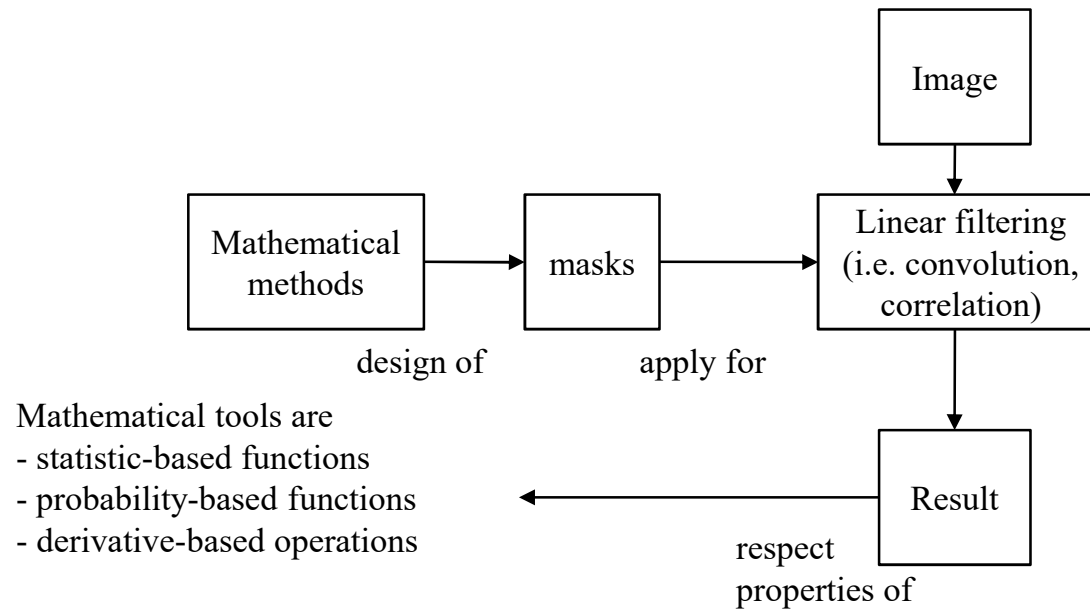 Image
Mathematical
methods
masks
Linear filtering
(i.e. convolution,
correlation)
design of
apply for
Mathematical tools are
- statistic-based functions
- probability-based functions
- derivative-based operations
Result
respect
properties of